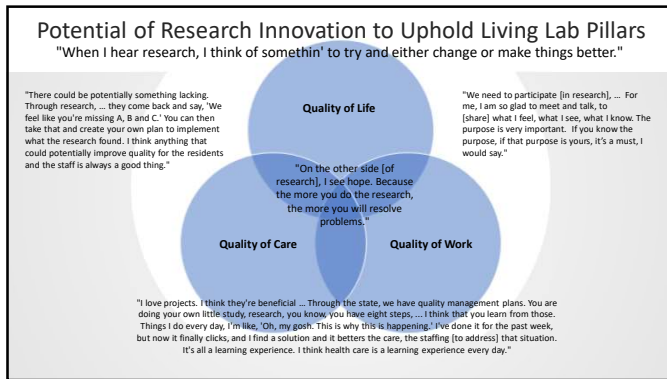 Potential of Research Innovation to Uphold Living Lab Pillars
"When I hear research, I think of somethin' to try and either change or make things better."
"There could be potentially something lacking.
Through research, ... they come back and say, 'We
feel like you're missing A, B and C.' You can then
take that and create your own plan to implement
what the research found. I think anything that
could potentially improve quality for the residents
and the staff is always a good thing."
Quality of Life
"We need to participate [in research], ... For
me, I am so glad to meet and talk, to
[share] what I feel, what I see, what I know. The
purpose is very important. If you know the
purpose, if that purpose is yours, it's a must, I
would say."
"On the other side [of
research], I see hope. Because
the more you do the research,
the more you will resolve
problems."
Quality of Care
Quality of Work
"I love projects. I think they're beneficial ... Through the state, we have quality management plans. You are
doing your own little study, research, you know, you have eight steps, ... I think that you learn from those.
Things I do every day, I'm like, 'Oh, my gosh. This is why this is happening.' I've done it for the past week,
but now it finally clicks, and I find a solution and it betters the care, the staffing [to address] that situation.
It's all a learning experience. I think health care is a learning experience every day."